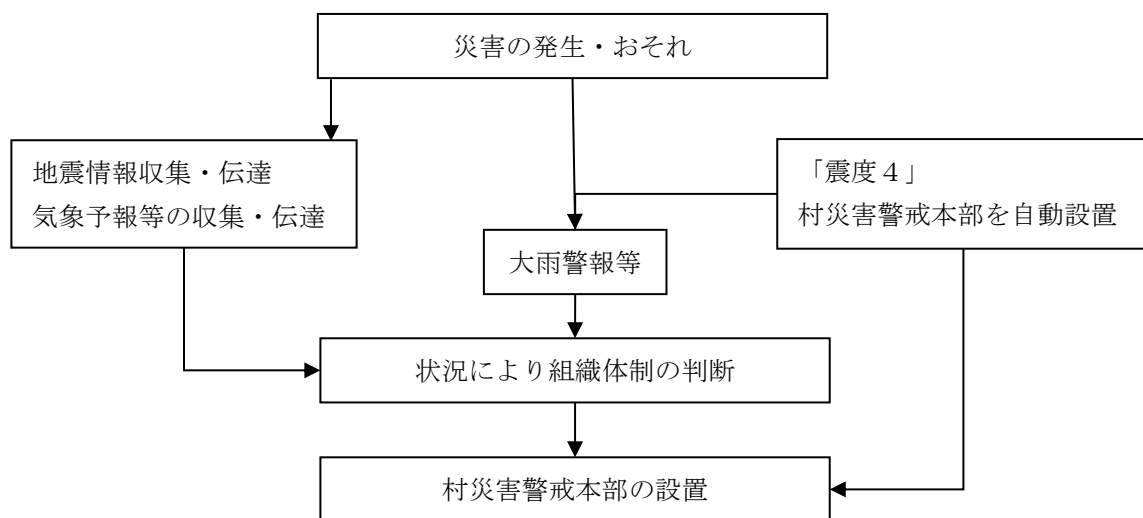 災害の発生・おそれ
地震情報収集・伝達
気象予報等の収集・伝達
「震度４」
村災害警戒本部を自動設置
大雨警報等
状況により組織体制の判断
村災害警戒本部の設置